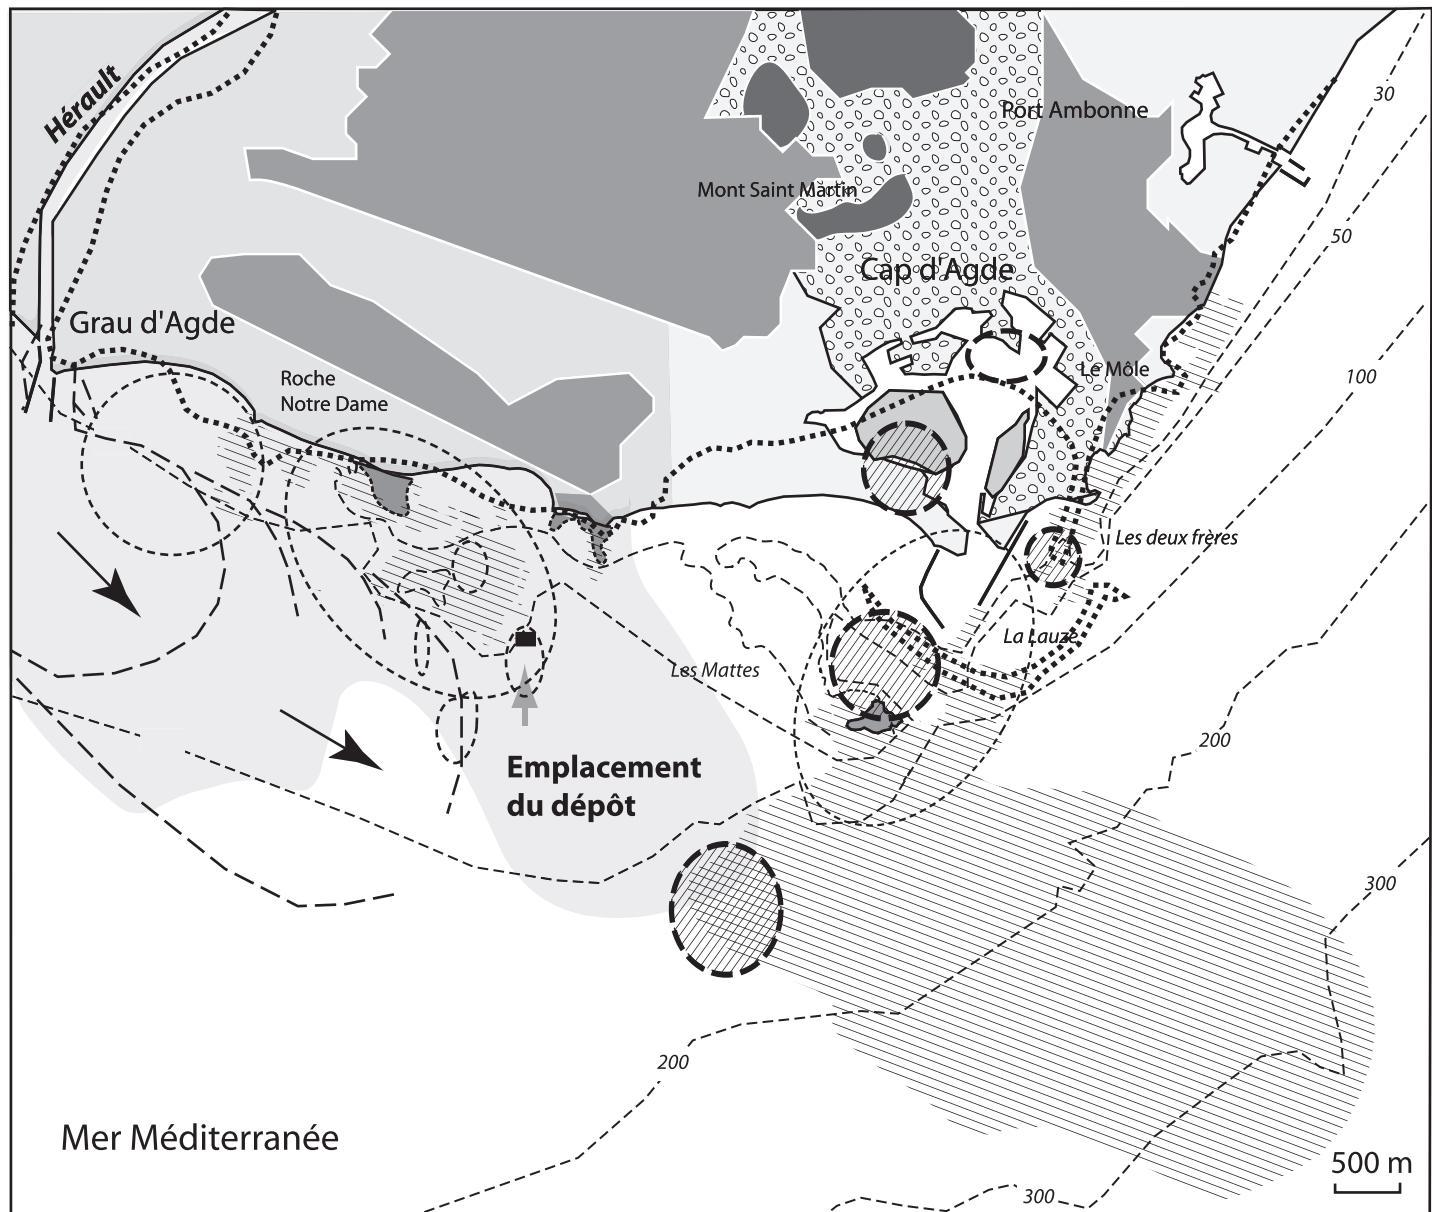 Hérault
30
Port Ambonne
Mont Saint Martin
50
Cap d'Agde
Grau d'Agde
Le Môle
100
Roche
Notre Dame
Les deux frères
La Lauze
Les Mattes
200
Emplacement
du dépôt
300
200
Mer Méditerranée
500 m
300